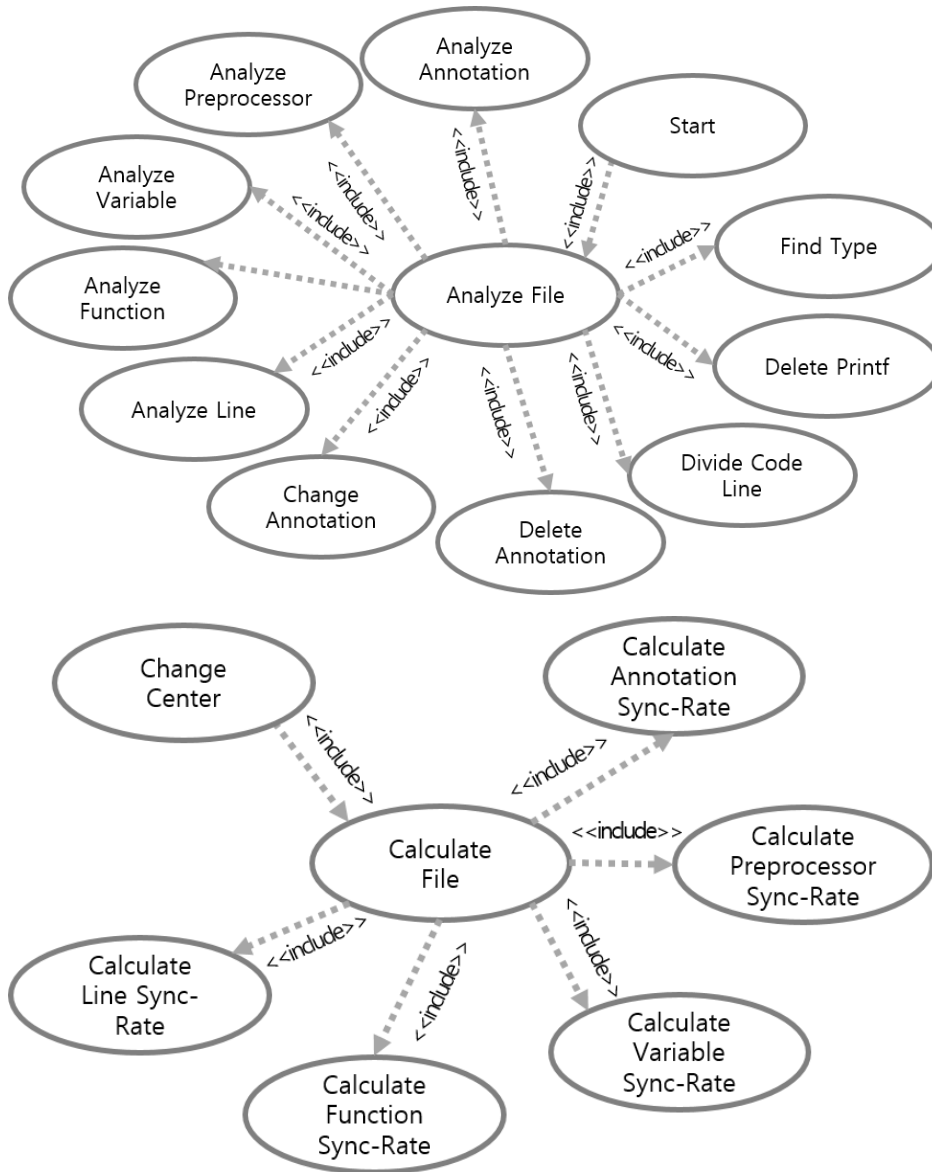 Analyze
Annotation
Analyze
Preprocessor
Start
<<include>>
<<include>>
<<include>>
Analyze
Variable
<<include>>
<<include>>
Find Type
Analyze
Function
Analyze File
<<include>>
<<include>>
Delete Printf
Analyze Line
<<include>>
<<include>>
<<include>>
Divide Code
Line
Change
Annotation
Delete
Annotation
Change
Center
Calculate
Annotation
Sync-Rate
<<include>>
<<include>>
<<include>>
Calculate
File
Calculate
Preprocessor
Sync-Rate
<<include>>
<<include>>
<<include>>
Calculate
Line Sync-
Rate
Calculate
Variable
Sync-Rate
Calculate
Function
Sync-Rate